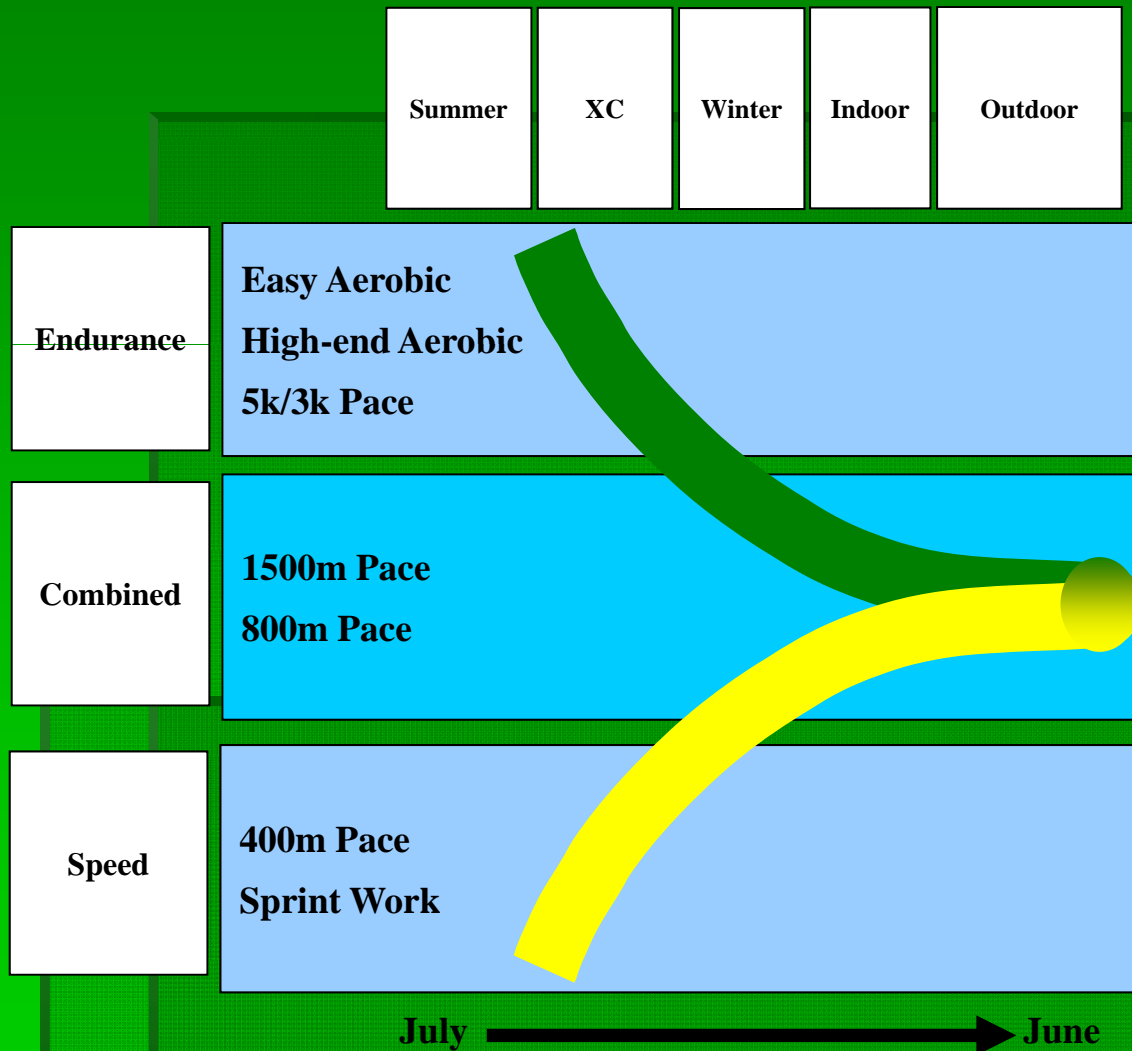 Summer
XC
Winter
Indoor
Outdoor
Endurance
Easy Aerobic
High-end Aerobic
5k/3k Pace
Combined
1500m Pace
800m Pace
Speed
400m Pace
Sprint Work
July
June